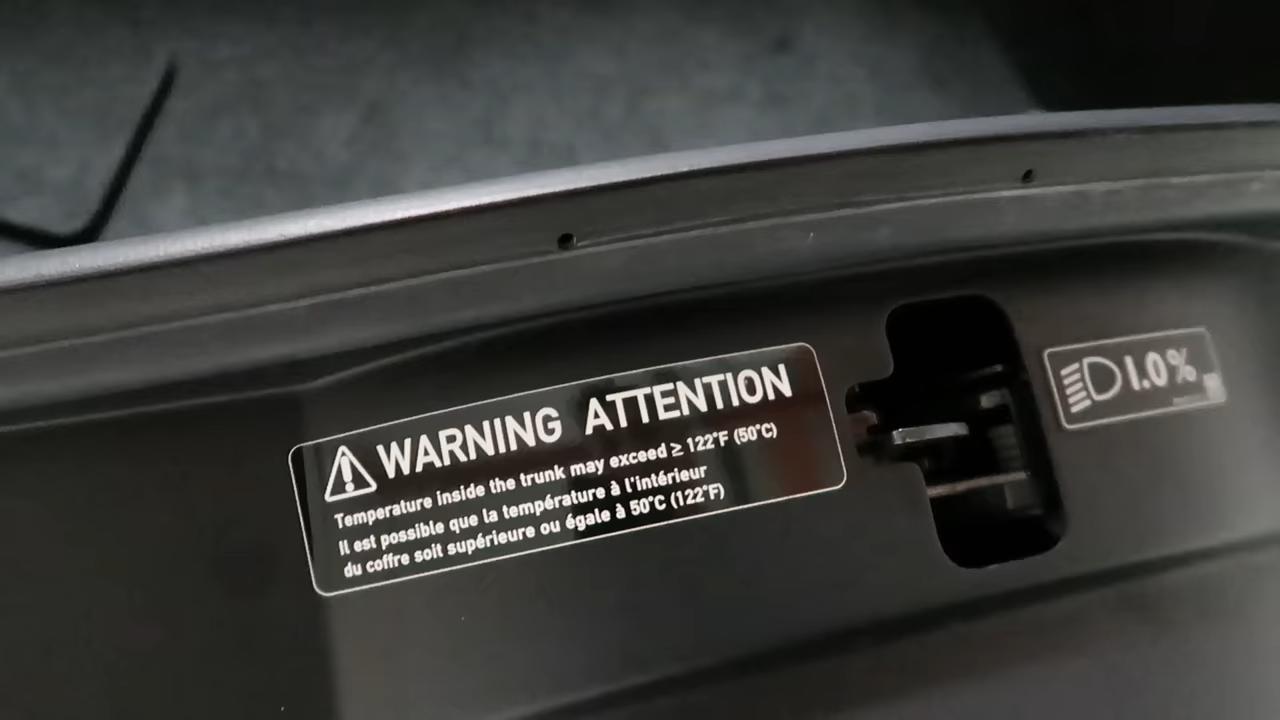 WARNING ATTENTION
Temperature inside the trunk may exceed ≥ 122°F (50°C)
Il est possible que la température à l'intérieur
du coffre soit supérieure ou égale à 50°C (122°F)
1.0%